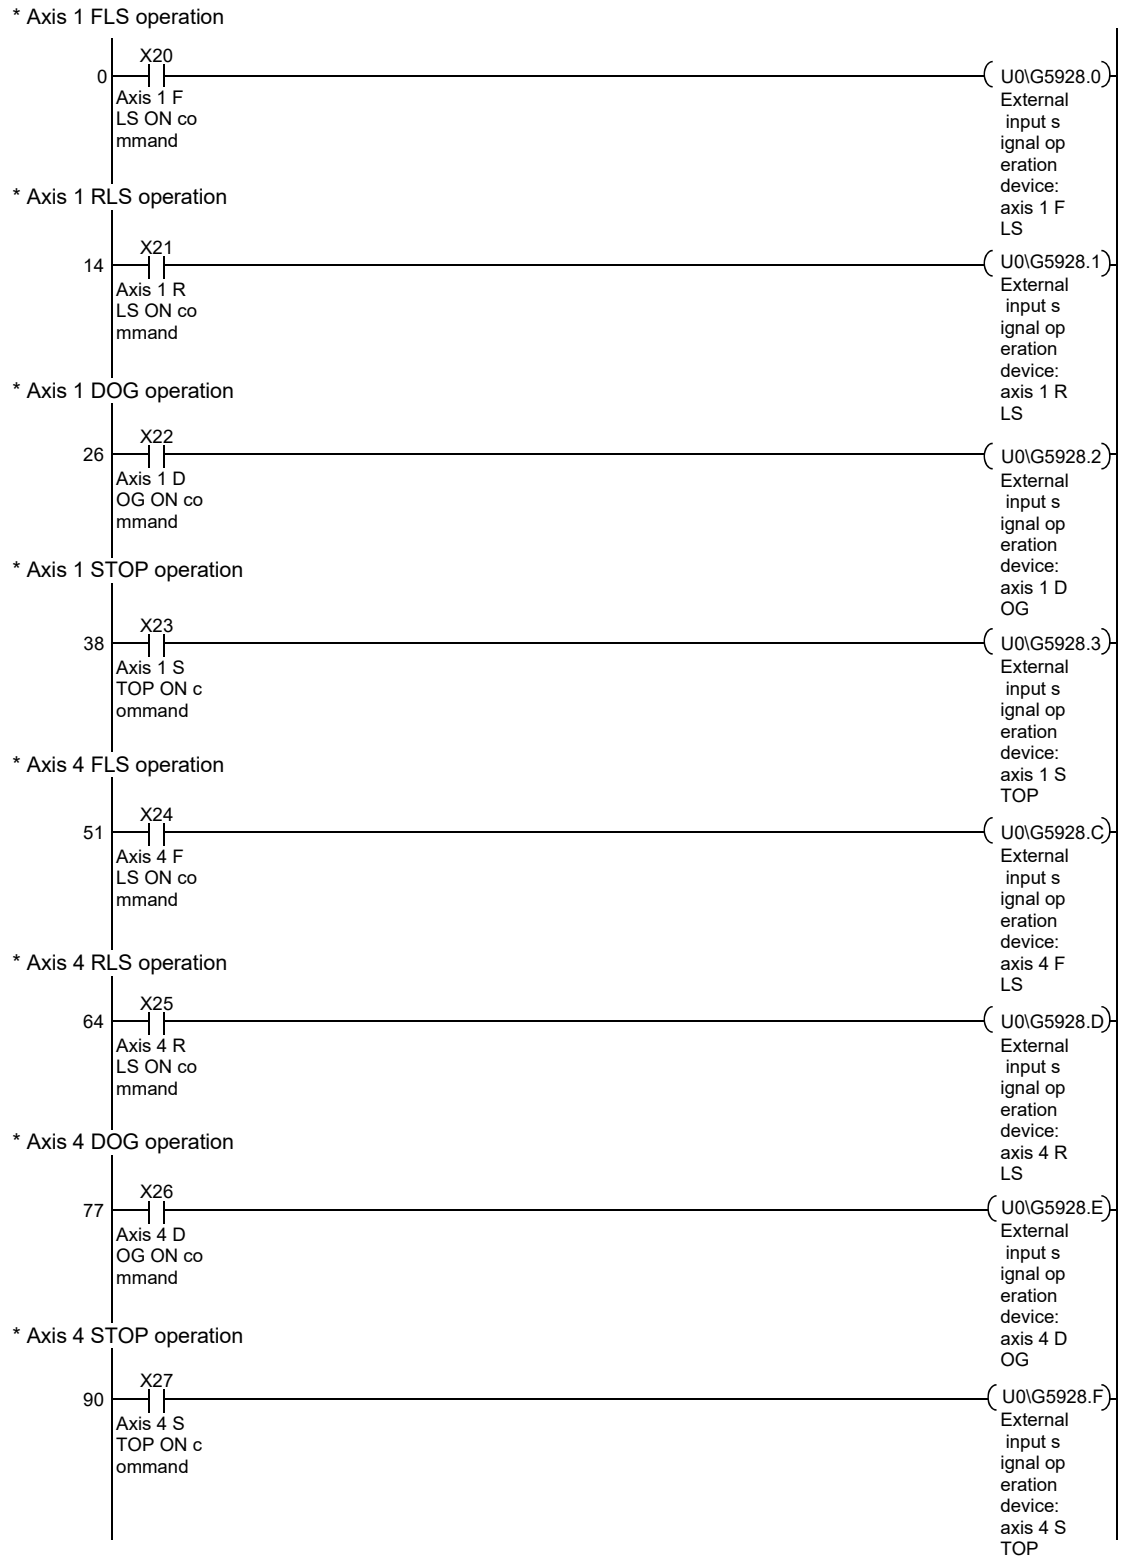 * Axis 1 FLS operation
X20
0
U0\G5928.0
Axis 1 F
LS ON co
mmand
External
input s
ignal op
eration
device:
axis 1 F
LS
* Axis 1 RLS operation
X21
14
U0\G5928.1
Axis 1 R
LS ON co
mmand
External
input s
ignal op
eration
device:
axis 1 R
LS
* Axis 1 DOG operation
X22
26
U0\G5928.2
Axis 1 D
OG ON co
mmand
External
input s
ignal op
eration
device:
axis 1 D
OG
* Axis 1 STOP operation
X23
38
U0\G5928.3
Axis 1 S
TOP ON c
ommand
External
input s
ignal op
eration
device:
axis 1 S
TOP
* Axis 4 FLS operation
X24
51
U0\G5928.C
Axis 4 F
LS ON co
mmand
External
input s
ignal op
eration
device:
axis 4 F
LS
* Axis 4 RLS operation
X25
64
U0\G5928.D
Axis 4 R
LS ON co
mmand
External
input s
ignal op
eration
device:
axis 4 R
LS
* Axis 4 DOG operation
X26
77
U0\G5928.E
Axis 4 D
OG ON co
mmand
External
input s
ignal op
eration
device:
axis 4 D
OG
* Axis 4 STOP operation
X27
90
U0\G5928.F
Axis 4 S
TOP ON c
ommand
External
input s
ignal op
eration
device:
axis 4 S
TOP